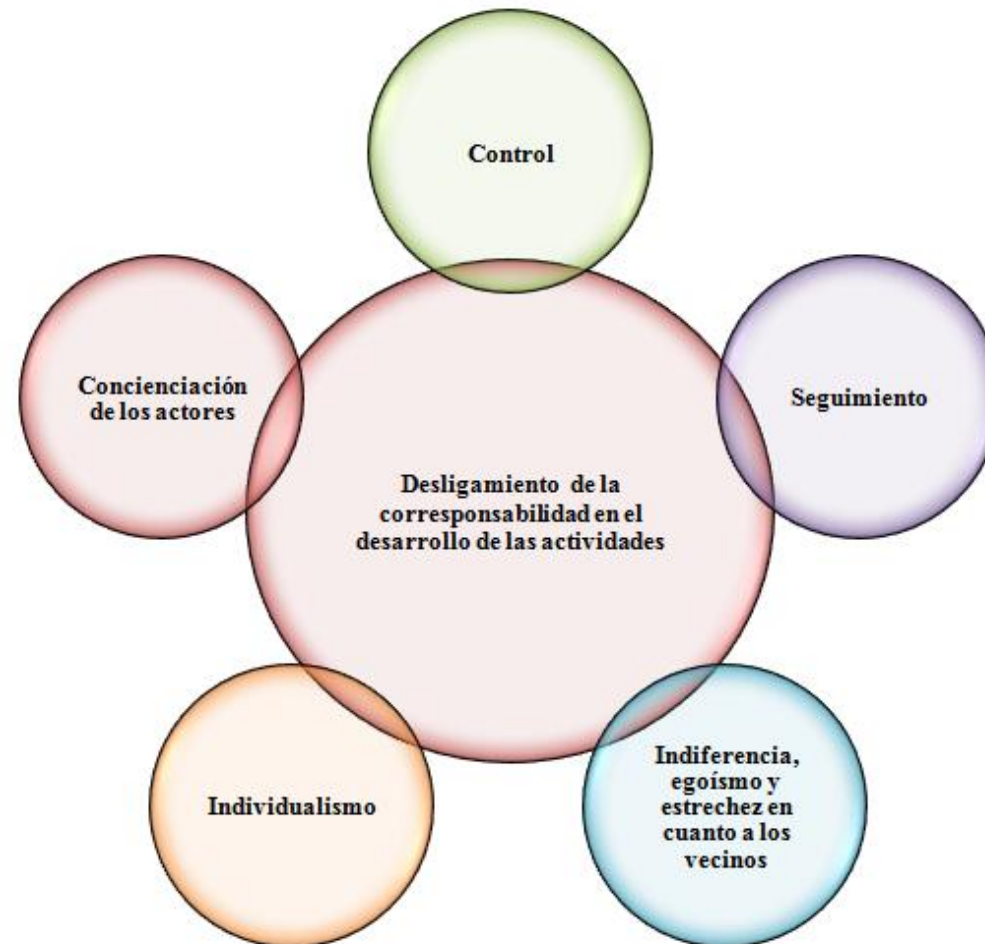 Control
Concienciación
de los actores
Seguimiento
Desligamiento de la
corresponsabilidad en el
desarrollo de las actividades
Individualismo
Indiferencia,
egoísmo y
estrechez en
cuanto a los
vecinos